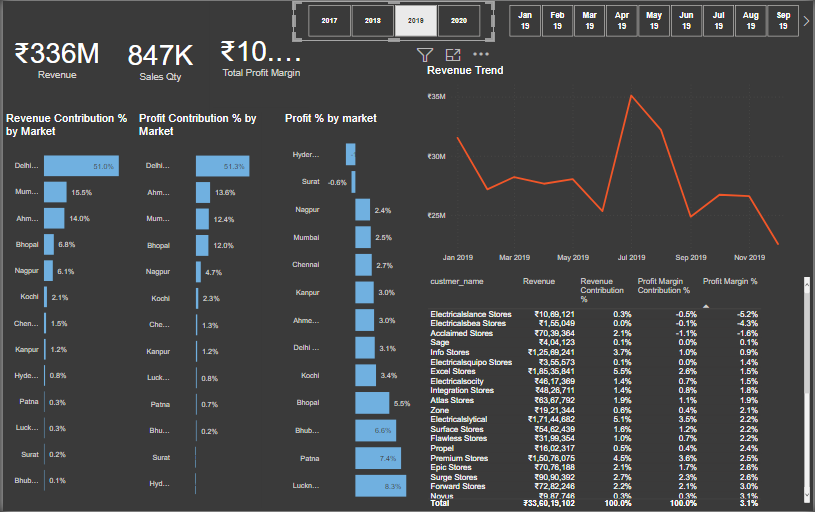 2017 2018 2019 2020
Jan 19 Feb 19 Mar 19 Apr 19 May 19 Jun 19 Jul 19 Aug 19 Sep 19
₹336M
Revenue
847K
Sales Qty
₹10....
Total Profit Margin
Revenue Contribution % by Market
Delhi... 51.0%
Mum... 15.5%
Ahm... 14.0%
Bhopal 6.8%
Nagpur 6.1%
Kochi 2.1%
Chen... 1.5%
Kanpur 1.2%
Hyde... 0.8%
Patna 0.3%
Luck... 0.3%
Surat 0.2%
Bhub... 0.1%
Profit Contribution % by Market
Delhi... 51.3%
Ahm... 13.6%
Mum... 12.4%
Bhopal 12.0%
Nagpur 4.7%
Kochi 2.3%
Che... 1.3%
Kanpur 1.2%
Luck... 0.8%
Patna 0.7%
Bhu... 0.2%
Surat
Hyd...
Profit % by market
Hyder...
Surat -0.6%
Nagpur 2.4%
Mumbai 2.5%
Chennai 2.7%
Kanpur 3.0%
Ahme... 3.0%
Delhi ... 3.1%
Kochi 3.4%
Bhopal 5.5%
Bhub... 6.6%
Patna 7.4%
Luckn... 8.3%
Revenue Trend
₹35M
₹30M
₹25M
Jan 2019 Mar 2019 May 2019 Jul 2019 Sep 2019 Nov 2019
custmer_name Revenue Revenue Contribution % Profit Margin Contribution % Profit Margin %
Electricalslance Stores ₹10,69,121 0.3% -0.5% -5.2%
Electricalsbea Stores ₹1,55,049 0.0% -0.1% -4.3%
Acclaimed Stores ₹70,39,364 2.1% -1.1% -1.6%
Sage ₹4,04,123 0.1% 0.0% 0.1%
Info Stores ₹1,25,69,241 3.7% 1.0% 0.9%
Electricalsquipo Stores ₹3,55,573 0.1% 0.0% 1.4%
Excel Stores ₹1,85,35,841 5.5% 2.6% 1.5%
Electricalsocity ₹46,17,369 1.4% 0.7% 1.5%
Integration Stores ₹48,26,711 1.4% 0.8% 1.8%
Atlas Stores ₹63,67,792 1.9% 1.1% 1.9%
Zone ₹19,21,344 0.6% 0.4% 2.1%
Electricalslytical ₹1,71,44,682 5.1% 3.5% 2.2%
Surface Stores ₹54,62,439 1.6% 1.2% 2.2%
Flawless Stores ₹31,99,354 1.0% 0.7% 2.2%
Propel ₹16,02,317 0.5% 0.4% 2.4%
Premium Stores ₹1,50,76,075 4.5% 3.6% 2.5%
Epic Stores ₹70,76,188 2.1% 1.7% 2.6%
Surge Stores ₹90,90,392 2.7% 2.3% 2.6%
Forward Stores ₹72,82,246 2.2% 2.1% 3.0%
Novus ₹9,87,746 0.3% 0.3% 3.1%
Total ₹33,60,19,102 100.0% 100.0% 3.1%